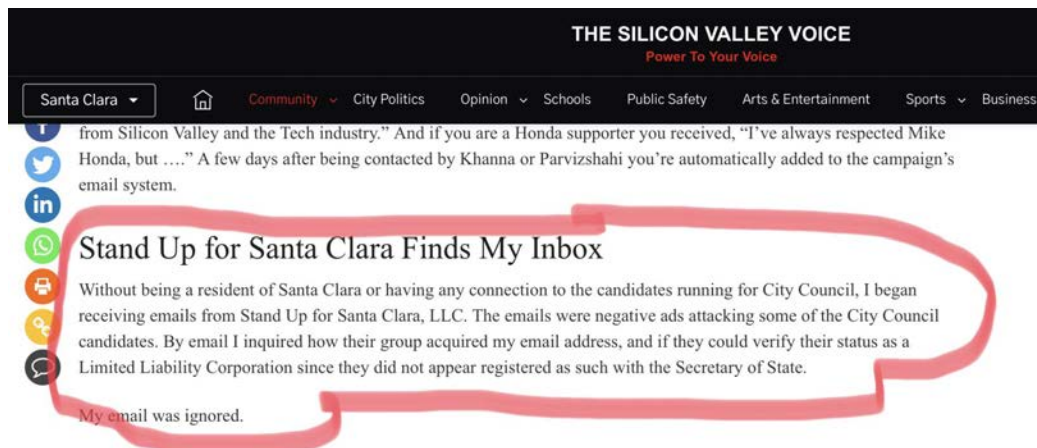 THE SILICON VALLEY VOICE
Power To Your Voice
Santa Clara
Community
City Politics
Opinion
Schools
Public Safety
Arts & Entertainment
Sports
Business
from Silicon Valley and the Tech industry.” And if you are a Honda supporter you received, “I’ve always respected Mike
Honda, but ….” A few days after being contacted by Khanna or Parvizshahi you’re automatically added to the campaign’s
email system.
Stand Up for Santa Clara Finds My Inbox
Without being a resident of Santa Clara or having any connection to the candidates running for City Council, I began
receiving emails from Stand Up for Santa Clara, LLC. The emails were negative ads attacking some of the City Council
candidates. By email I inquired how their group acquired my email address, and if they could verify their status as a
Limited Liability Corporation since they did not appear registered as such with the Secretary of State.
My email was ignored.